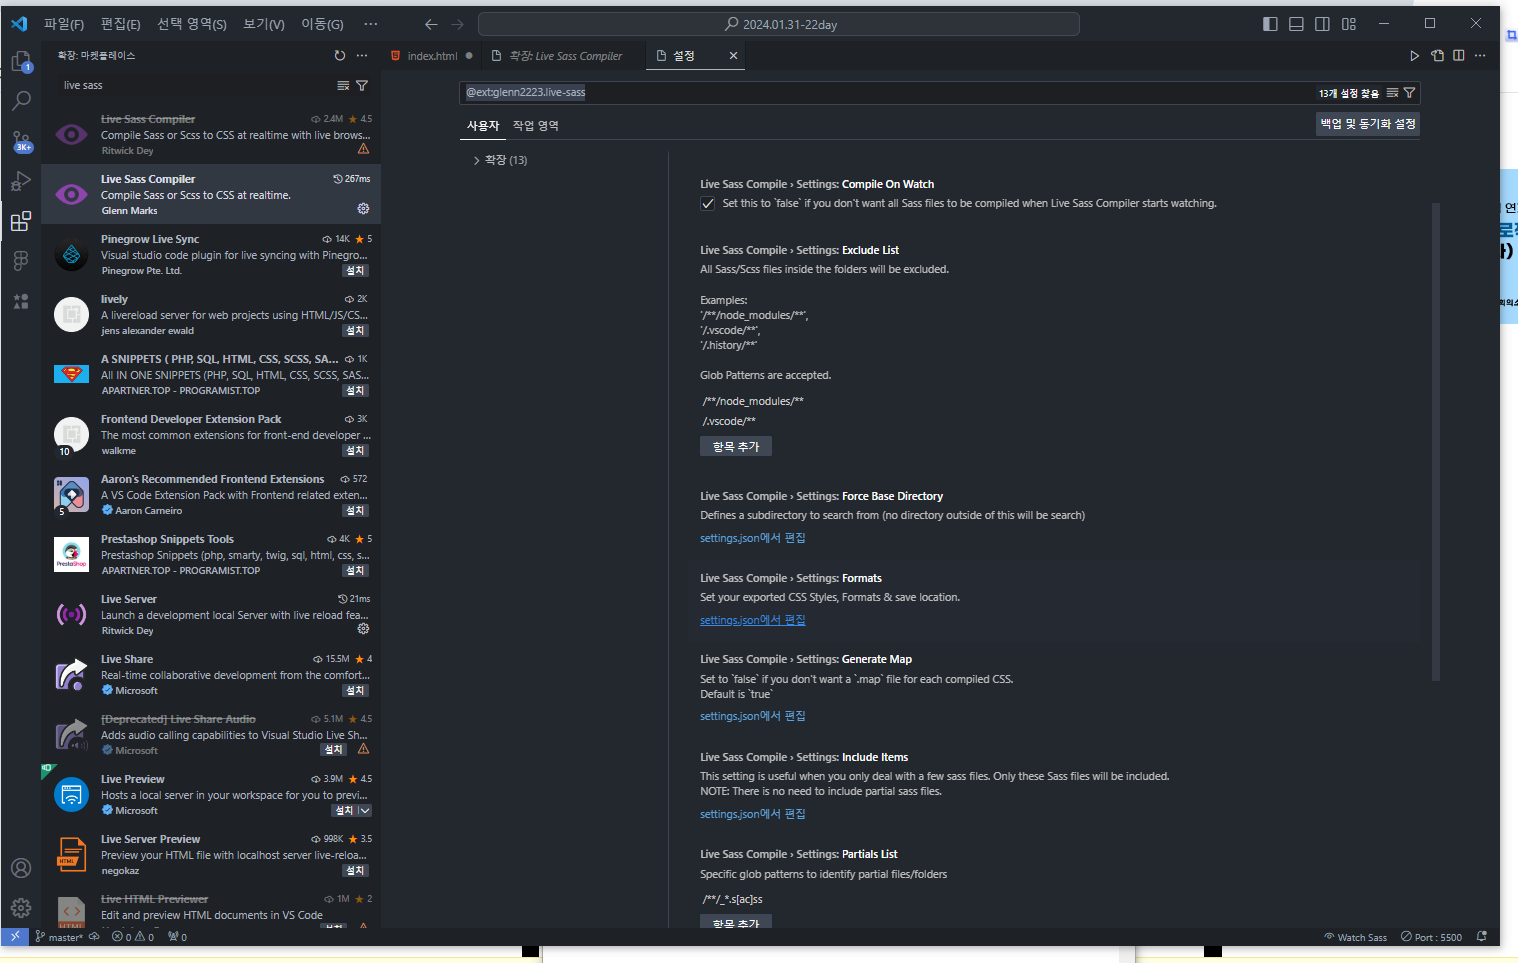 파일(F) 편집(E) 선택 영역(S) 보기(V) 이동(G) ···
2024.01.31-22day
확장: 마켓플레이스
index.html
확장: Live Sass Compiler
설정
1
3K+
live sass
Live Sass Compiler 2.4M ★ 4.5
Compile Sass or Scss to CSS at realtime with live brows...
Ritwick Dey
Live Sass Compiler 267ms
Compile Sass or Scss to CSS at realtime.
Glenn Marks
Pinegrow Live Sync 14K ★ 5
Visual studio code plugin for live syncing with Pinegro...
Pinegrow Pte. Ltd. 설치
lively 2K
A livereload server for web projects using HTML/JS/CS...
jens alexander ewald 설치
A SNIPPETS ( PHP, SQL, HTML, CSS, SCSS, SA... 1K
All IN ONE SNIPPETS (PHP, SQL, HTML, CSS, SCSS, SAS...
APARTNER.TOP - PROGRAMIST.TOP 설치
Frontend Developer Extension Pack 3K
The most common extensions for front-end developer ...
10
walkme 설치
Aaron's Recommended Frontend Extensions 572
A VS Code Extension Pack with Frontend related exten...
5
Aaron Carneiro 설치
Prestashop Snippets Tools 4K ★ 5
Prestashop Snippets (php, smarty, twig, sql, html, css, s...
PrestaShop
APARTNER.TOP - PROGRAMIST.TOP 설치
Live Server 21ms
Launch a development local Server with live reload fea...
Ritwick Dey
Live Share 15.5M ★ 4
Real-time collaborative development from the comfort...
Microsoft 설치
[Deprecated] Live Share Audio 5.1M ★ 4.5
Adds audio calling capabilities to Visual Studio Live Sh...
Microsoft 설치
Live Preview 3.9M ★ 4.5
Hosts a local server in your workspace for you to previ...
Microsoft 설치
Live Server Preview 998K ★ 3.5
Preview your HTML file with localhost server live-reloa...
HTML
negokaz 설치
Live HTML Previewer 1M ★ 2
Edit and preview HTML documents in VS Code
HTML
@ext:glenn2223.live-sass
13개 설정 찾음
사용자 작업 영역
백업 및 동기화 설정
확장 (13)
Live Sass Compile › Settings: Compile On Watch
Set this to `false` if you don't want all Sass files to be compiled when Live Sass Compiler starts watching.
Live Sass Compile › Settings: Exclude List
All Sass/Scss files inside the folders will be excluded.
Examples:
'/**/node_modules/**',
'/.vscode/**',
'/.history/**'
Glob Patterns are accepted.
/**/node_modules/**
/.vscode/**
항목 추가
Live Sass Compile › Settings: Force Base Directory
Defines a subdirectory to search from (no directory outside of this will be search)
settings.json에서 편집
Live Sass Compile › Settings: Formats
Set your exported CSS Styles, Formats & save location.
settings.json에서 편집
Live Sass Compile › Settings: Generate Map
Set to `false` if you don't want a `.map` file for each compiled CSS.
Default is `true`
settings.json에서 편집
Live Sass Compile › Settings: Include Items
This setting is useful when you only deal with a few sass files. Only these Sass files will be included.
NOTE: There is no need to include partial sass files.
settings.json에서 편집
Live Sass Compile › Settings: Partials List
Specific glob patterns to identify partial files/folders
/**/_*.s[ac]ss
항목 추가
master* 0 0 0
Watch Sass Port : 5500